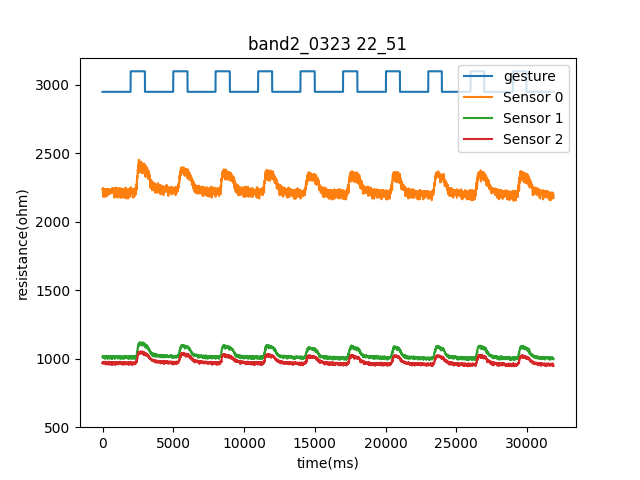 band2_0323 22_51
gesture
Sensor 0
Sensor 1
Sensor 2
resistance(ohm)
3000
2500
2000
1500
1000
500
0
5000
10000
15000
20000
25000
30000
time(ms)